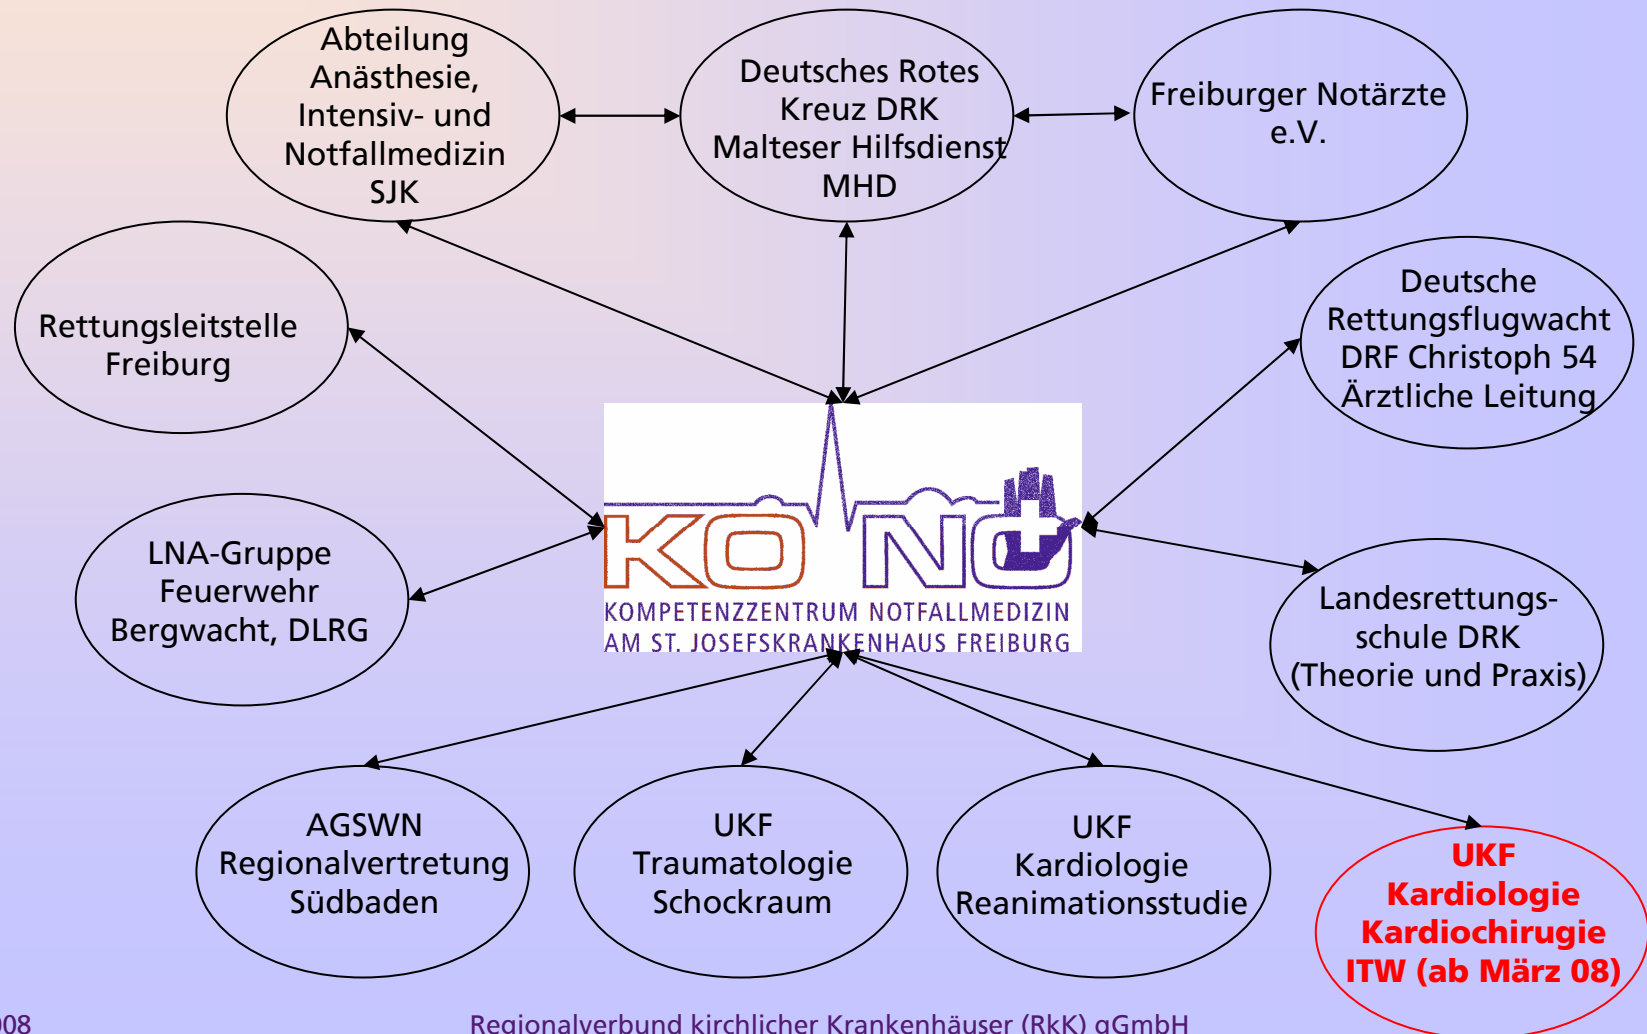 Abteilung
Anästhesie,
Intensiv- und
Notfallmedizin
SJK
Deutsches Rotes
Kreuz DRK
Malteser Hilfsdienst
MHD
Freiburger Notärzte
e.V.
Rettungsleitstelle
Freiburg
Deutsche
Rettungsflugwacht
DRF Christoph 54
Ärztliche Leitung
KO NO
KOMPETENZZENTRUM NOTFALLMEDIZIN
AM ST. JOSEFSKRANKENHAUS FREIBURG
LNA-Gruppe
Feuerwehr
Bergwacht, DLRG
Landesrettungs-
schule DRK
(Theorie und Praxis)
AGSWN
Regionalvertretung
Südbaden
UKF
Traumatologie
Schockraum
UKF
Kardiologie
Reanimationsstudie
UKF
Kardiologie
Kardiochirugie
ITW (ab März 08)
008
Regionalverbund kirchlicher Krankenhäuser (RkK) gGmbH